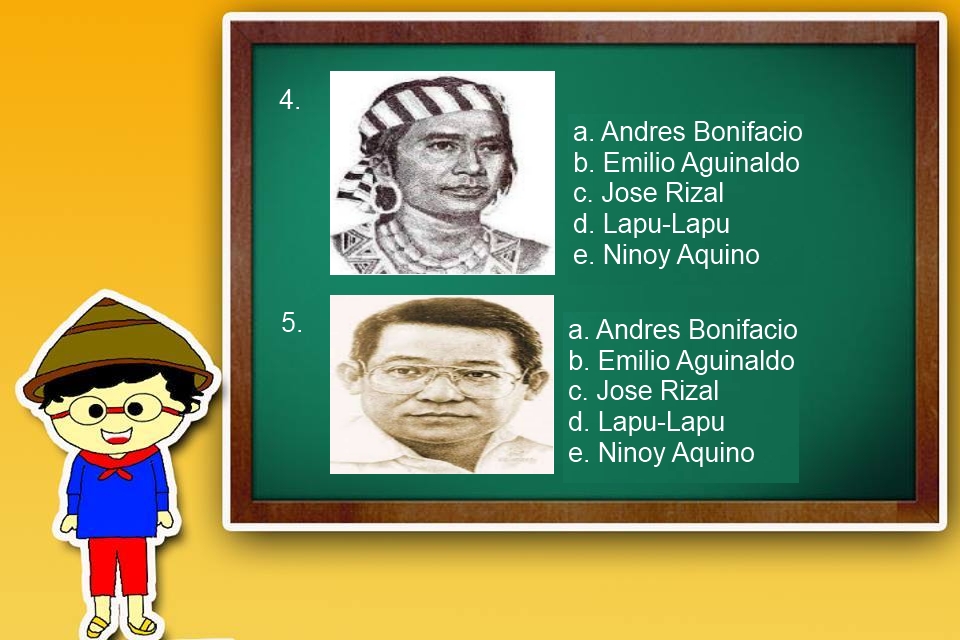 4.
a. Andres Bonifacio
b. Emilio Aguinaldo
c. Jose Rizal
d. Lapu-Lapu
e. Ninoy Aquino
5.
a. Andres Bonifacio
b. Emilio Aguinaldo
c. Jose Rizal
d. Lapu-Lapu
e. Ninoy Aquino